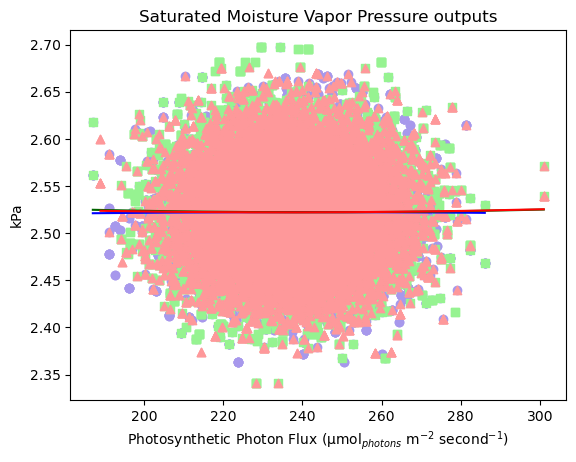 Saturated Moisture Vapor Pressure outputs
2.70
2.65
2.60
2.55
2.50
2.45
2.40
2.35
kPa
200 220 240 260 280 300
Photosynthetic Photon Flux (μmol_photons m⁻² second⁻¹)